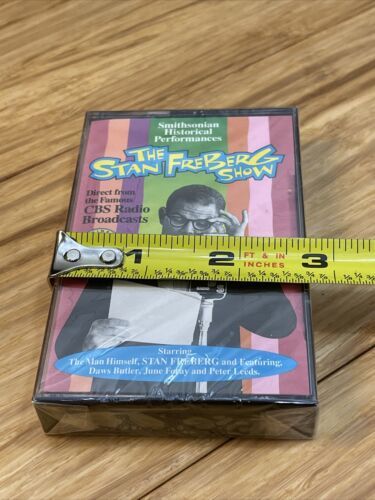 Smithsonian
Historical
Performances
THE
STAN FREBERG
SHOW
Direct from
the Famous
CBS Radio
Broadcasts
1 2 FT & IN 3
INCHES
Starring
The Man Himself, STAN FREBERG and Featuring,
Daws Butler, June Foray and Peter Leeds.